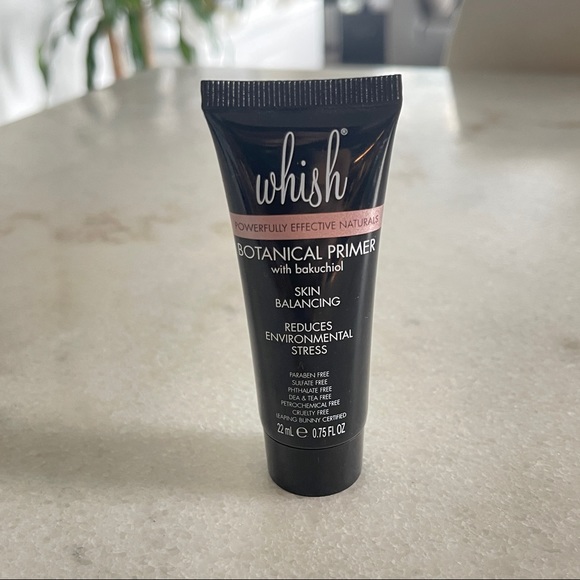 whish®
POWERFULLY EFFECTIVE NATURALS
BOTANICAL PRIMER
with bakuchiol
SKIN
BALANCING
REDUCES
ENVIRONMENTAL
STRESS
PARABEN FREE
SULFATE FREE
PHTHALATE FREE
DEA & TEA FREE
PETROCHEMICAL FREE
CRUELTY FREE
LEAPING BUNNY CERTIFIED
22 mL ℮ 0.75 FL OZ